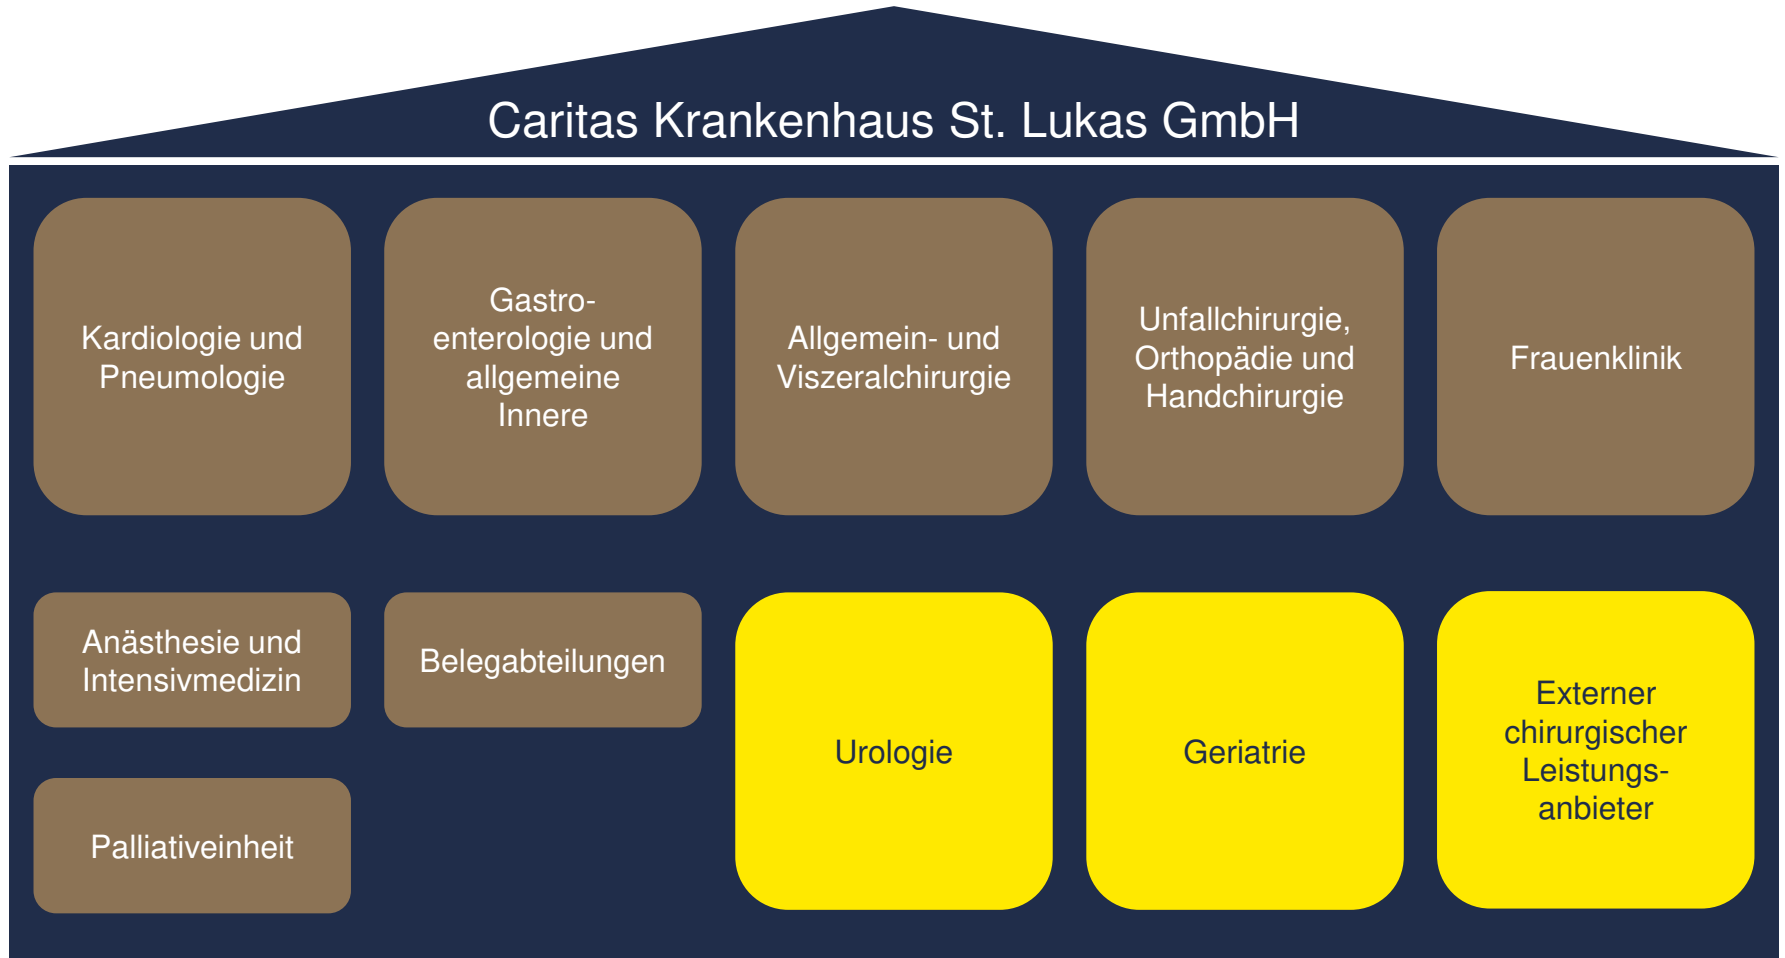 Caritas Krankenhaus St. Lukas GmbH
Kardiologie und
Pneumologie
Gastro-
enterologie und
allgemeine
Innere
Allgemein- und
Viszeralchirurgie
Unfallchirurgie,
Orthopädie und
Handchirurgie
Frauenklinik
Anästhesie und
Intensivmedizin
Belegabteilungen
Palliativeinheit
Urologie
Geriatrie
Externer
chirurgischer
Leistungs-
anbieter